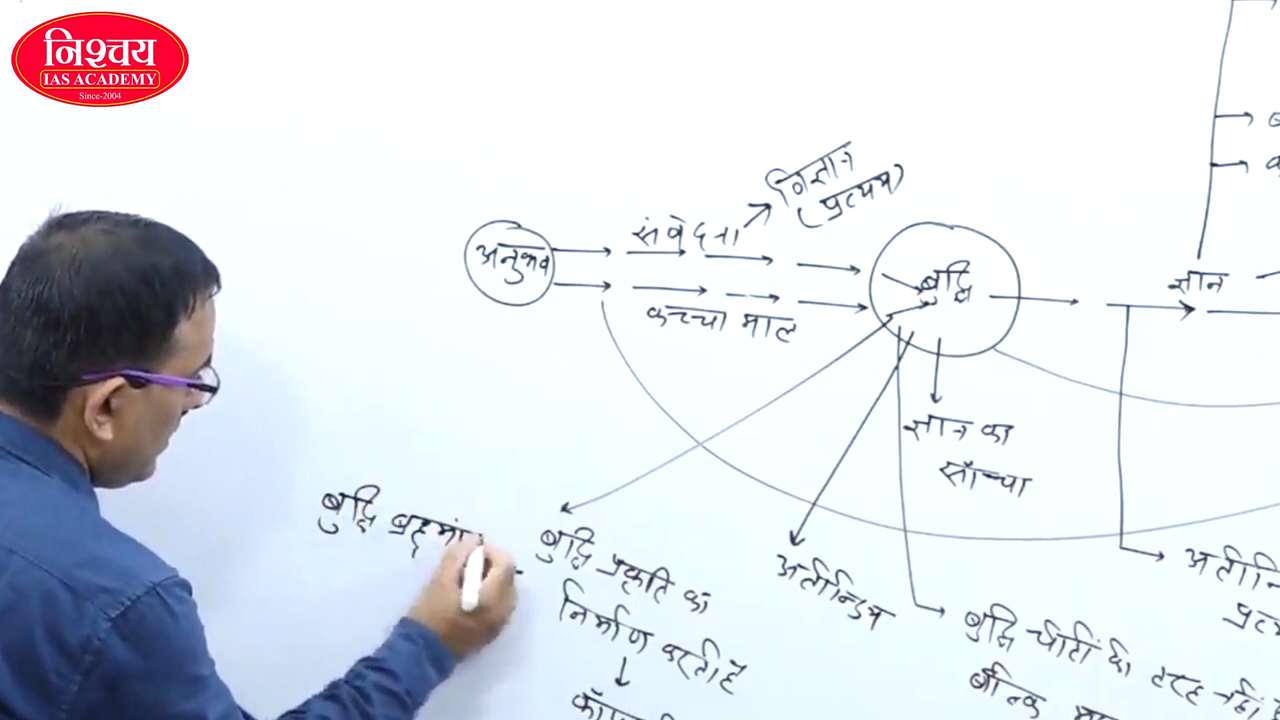 निश्चय
IAS ACADEMY
Since-2004
विज्ञान
(प्रत्यय)
संवेदना
अनुभव
बुद्धि
ज्ञान
कच्चा माल
ज्ञान का
साँचा
बुद्धि ब्रह्मां
बुद्धि प्रकृति का
निर्माण करती है
अतीन्द्रिय
बुद्धि चींटी की तरह नहीं